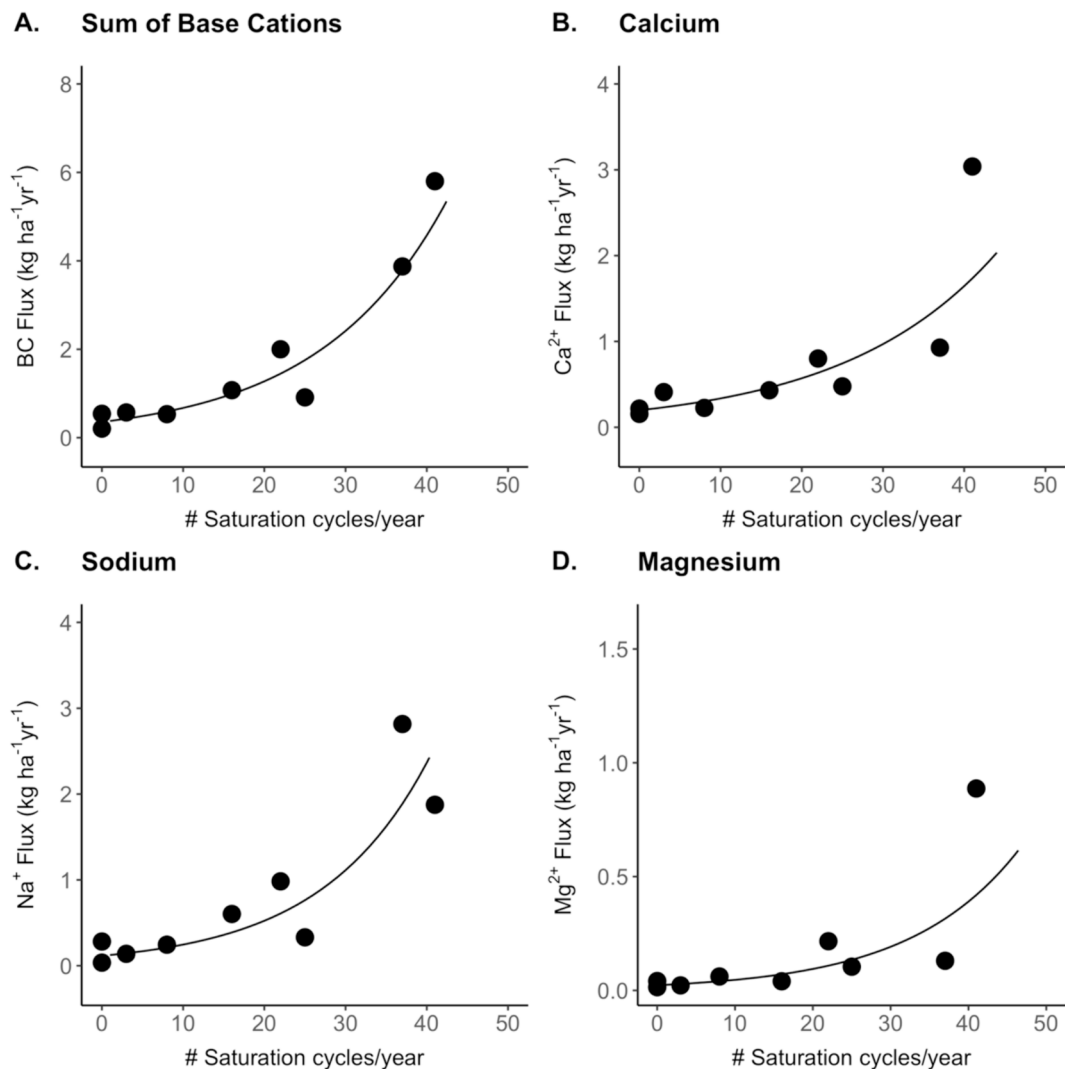 A. Sum of Base Cations
8
6
4
2
0
BC Flux (kg ha⁻¹yr⁻¹)
0 10 20 30 40 50
# Saturation cycles/year
B. Calcium
4
3
2
1
0
Ca²⁺ Flux (kg ha⁻¹yr⁻¹)
0 10 20 30 40 50
# Saturation cycles/year
C. Sodium
4
3
2
1
0
Na⁺ Flux (kg ha⁻¹yr⁻¹)
0 10 20 30 40 50
# Saturation cycles/year
D. Magnesium
1.5
1.0
0.5
0.0
Mg²⁺ Flux (kg ha⁻¹yr⁻¹)
0 10 20 30 40 50
# Saturation cycles/year